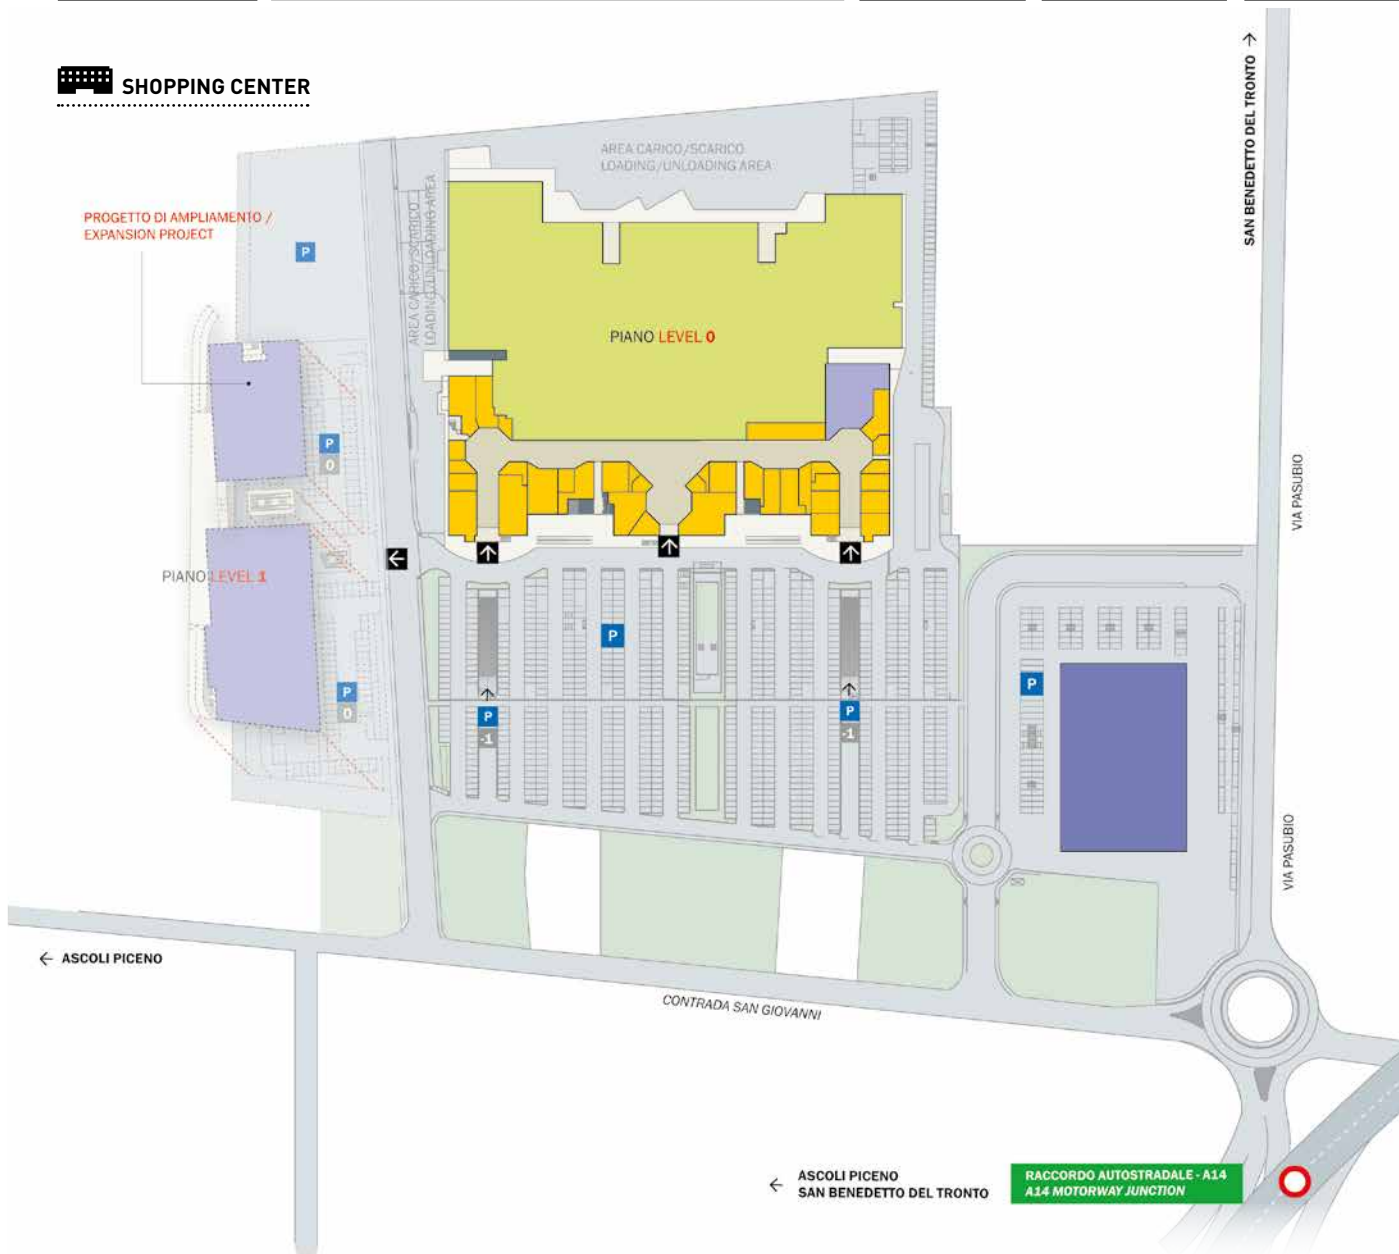 SHOPPING CENTER
SAN BENEDETTO DEL TRONTO →
AREA CARICO/SCARICO
LOADING/UNLOADING AREA
AREA CARICO/SCARICO
LOADING/UNLOADING AREA
PROGETTO DI AMPLIAMENTO /
EXPANSION PROJECT
P
PIANO LEVEL 0
P
0
VIA PASUBIO
←
↑
↑
↑
PIANO LEVEL 1
P
P
P
0
↑
P
-1
↑
P
-1
VIA PASUBIO
← ASCOLI PICENO
CONTRADA SAN GIOVANNI
← ASCOLI PICENO
SAN BENEDETTO DEL TRONTO
RACCORDO AUTOSTRADALE - A14
A14 MOTORWAY JUNCTION